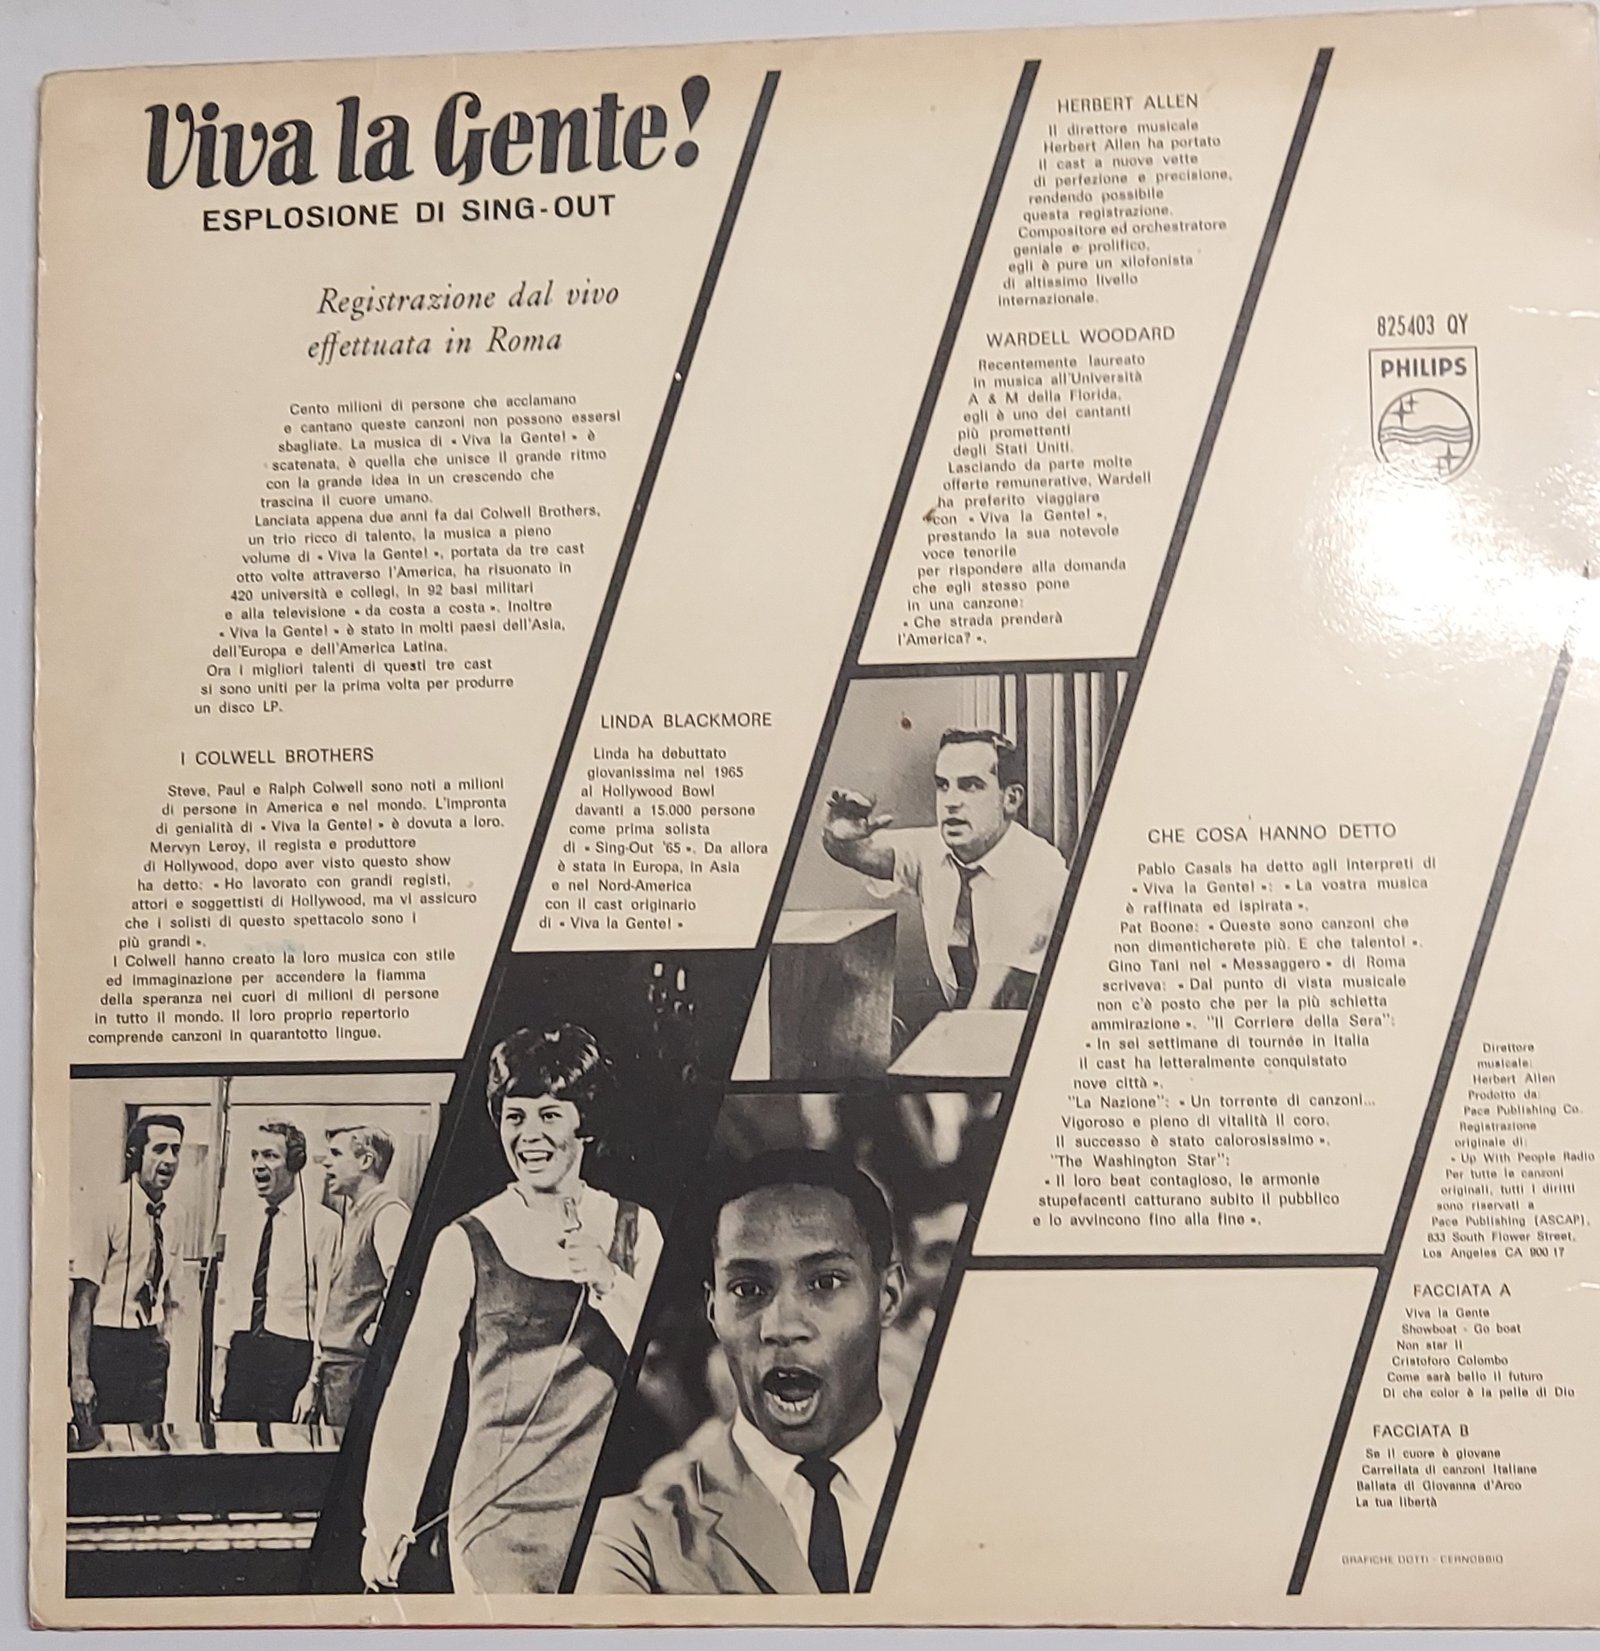 Viva la Gente!
ESPLOSIONE DI SING-OUT
Registrazione dal vivo
effettuata in Roma
Cento milioni di persone che acclamano
e cantano queste canzoni non possono essersi
sbagliate. La musica di « Viva la Gente! » è
scatenata, è quella che unisce il grande ritmo
con la grande idea in un crescendo che
trascina il cuore umano.
Lanciata appena due anni fa dai Colwell Brothers,
un trio ricco di talento, la musica a pieno
volume di « Viva la Gente! », portata da tre cast
otto volte attraverso l'America, ha risuonato in
420 università e collegi, in 92 basi militari
e alla televisione « da costa a costa ». Inoltre
« Viva la Gente! » è stato in molti paesi dell'Asia,
dell'Europa e dell'America Latina.
Ora i migliori talenti di questi tre cast
si sono uniti per la prima volta per produrre
un disco LP.
I COLWELL BROTHERS
Steve, Paul e Ralph Colwell sono noti a milioni
di persone in America e nel mondo. L'impronta
di genialità di « Viva la Gente! » è dovuta a loro.
Mervyn Leroy, il regista e produttore
di Hollywood, dopo aver visto questo show
ha detto: « Ho lavorato con grandi registi,
attori e soggettisti di Hollywood, ma vi assicuro
che i solisti di questo spettacolo sono i
più grandi ».
I Colwell hanno creato la loro musica con stile
ed immaginazione per accendere la fiamma
della speranza nei cuori di milioni di persone
in tutto il mondo. Il loro proprio repertorio
comprende canzoni in quarantotto lingue.
LINDA BLACKMORE
Linda ha debuttato
giovanissima nel 1965
al Hollywood Bowl
davanti a 15.000 persone
come prima solista
di « Sing-Out '65 ». Da allora
è stata in Europa, in Asia
e nel Nord-America
con il cast originario
di « Viva la Gente! »
HERBERT ALLEN
Il direttore musicale
Herbert Allen ha portato
il cast a nuove vette
di perfezione e precisione,
rendendo possibile
questa registrazione.
Compositore ed orchestratore
geniale e prolifico,
egli è pure un xilofonista
di altissimo livello
internazionale.
WARDELL WOODARD
Recentemente laureato
in musica all'Università
A & M della Florida,
egli è uno dei cantanti
più promettenti
degli Stati Uniti.
Lasciando da parte molte
offerte remunerative, Wardell
ha preferito viaggiare
con « Viva la Gente! »,
prestando la sua notevole
voce tenorile
per rispondere alla domanda
che egli stesso pone
in una canzone:
« Che strada prenderà
l'America? ».
825403 QY
PHILIPS
CHE COSA HANNO DETTO
Pablo Casals ha detto agli interpreti di
« Viva la Gente! »: « La vostra musica
è raffinata ed ispirata ».
Pat Boone: « Queste sono canzoni che
non dimenticherete più. E che talento! ».
Gino Tani nel « Messaggero » di Roma
scriveva: « Dal punto di vista musicale
non c'è posto che per la più schietta
ammirazione ». "Il Corriere della Sera":
« In sei settimane di tournée in Italia
il cast ha letteralmente conquistato
nove città ».
"La Nazione": « Un torrente di canzoni...
Vigoroso e pieno di vitalità il coro.
Il successo è stato calorosissimo ».
"The Washington Star":
« Il loro beat contagioso, le armonie
stupefacenti catturano subito il pubblico
e lo avvincono fino alla fine ».
Direttore
musicale:
Herbert Allen
Prodotto da:
Pace Publishing Co.
Registrazione
originale di:
« Up With People Radio
Per tutte le canzoni
originali, tutti i diritti
sono riservati a
Pace Publishing (ASCAP).
833 South Flower Street.
Los Angeles CA 900 17
FACCIATA A
Viva la Gente
Showboat - Go boat
Non star lì
Cristoforo Colombo
Come sarà bello il futuro
Di che color è la pelle di Dio
FACCIATA B
Se il cuore è giovane
Carrellata di canzoni Italiane
Ballata di Giovanna d'Arco
La tua libertà
GRAFICHE DOTTI - CERNOBBIO